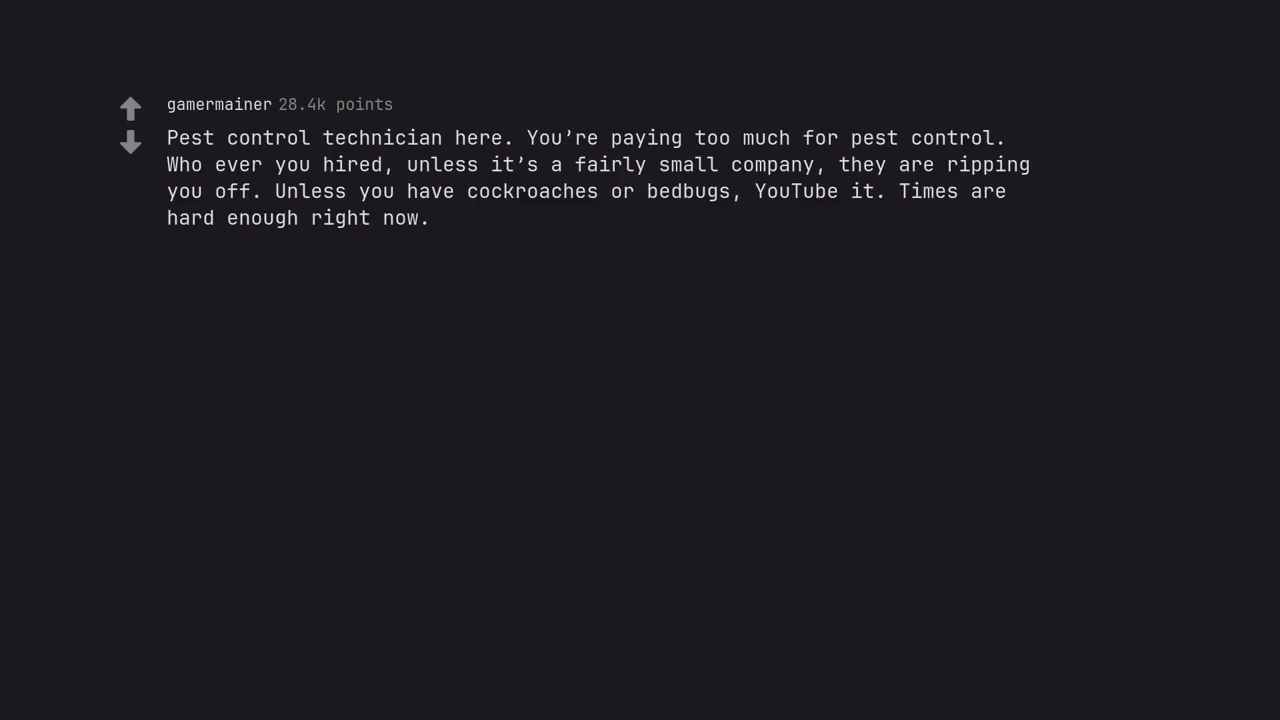 gamermainer 28.4k points
Pest control technician here. You’re paying too much for pest control.
Who ever you hired, unless it’s a fairly small company, they are ripping
you off. Unless you have cockroaches or bedbugs, YouTube it. Times are
hard enough right now.